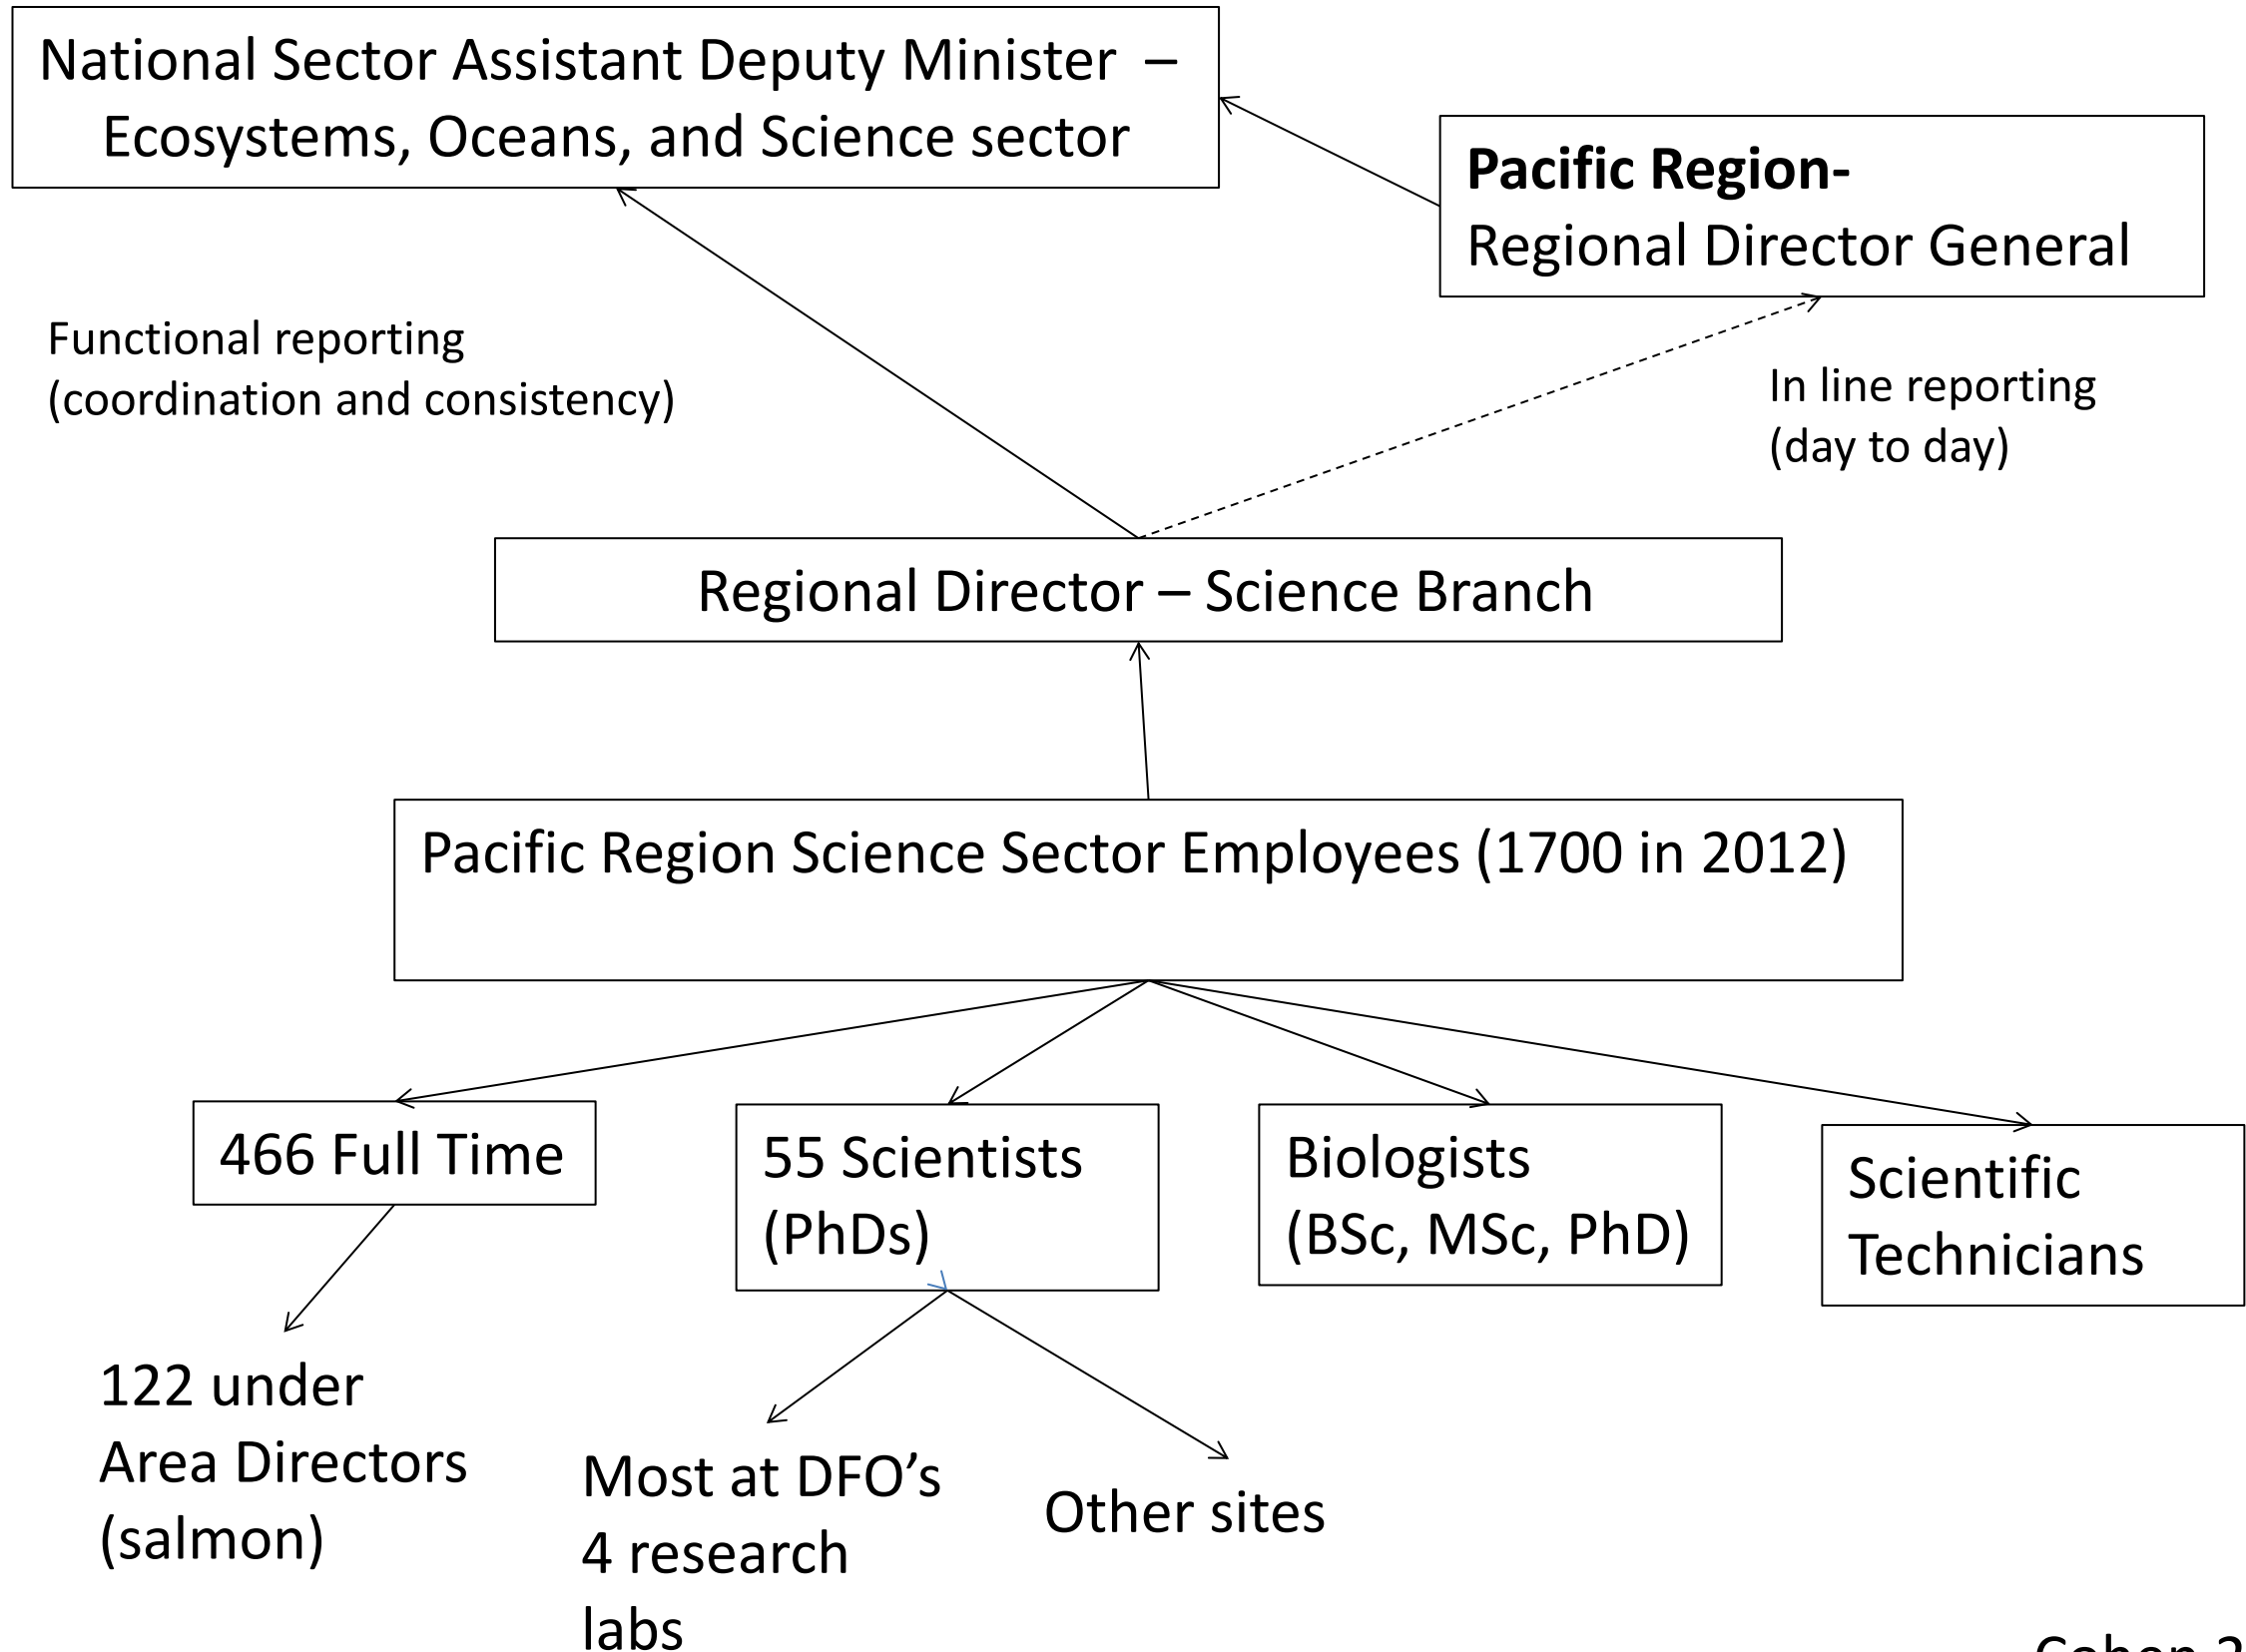 National Sector Assistant Deputy Minister –
Ecosystems, Oceans, and Science sector
Pacific Region-
Regional Director General
Functional reporting
(coordination and consistency)
In line reporting
(day to day)
Regional Director – Science Branch
Pacific Region Science Sector Employees (1700 in 2012)
466 Full Time
55 Scientists
(PhDs)
Biologists
(BSc, MSc, PhD)
Scientific
Technicians
122 under
Area Directors
(salmon)
Most at DFO’s
4 research
labs
Other sites
Cohen